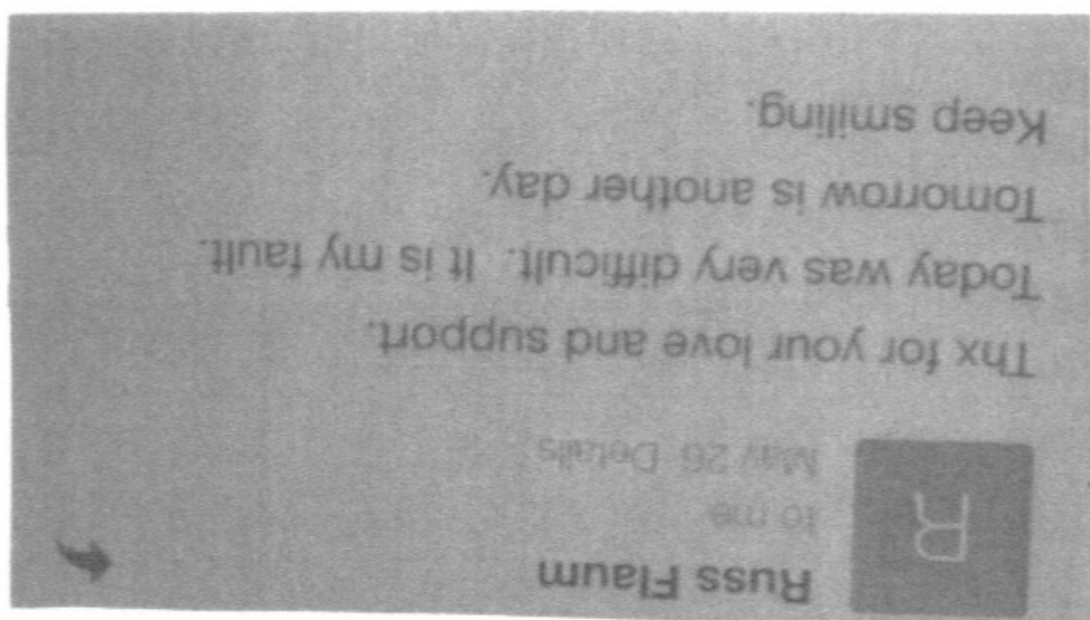 Russ Flaum
to me
May 26 Details
R
Thx for your love and support.
Today was very difficult.  It is my fault.
Tomorrow is another day.
Keep smiling.